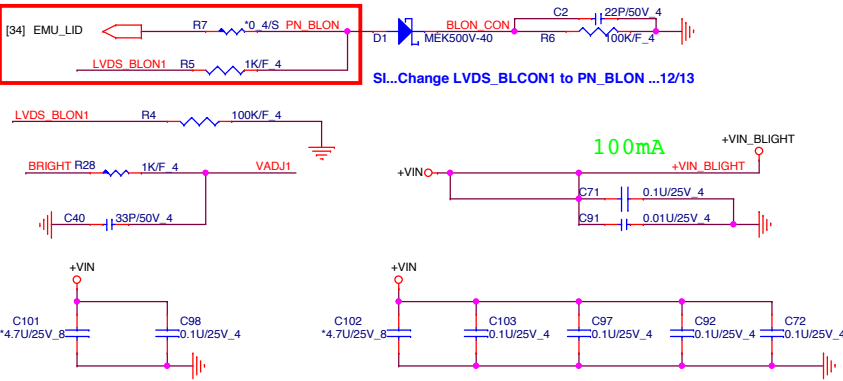 [34] EMU_LID R7 *0_4/S PN_BLON
LVDS_BLON1 R5 1K/F_4
D1 MEK500V-40 BLON_CON
C2 22P/50V_4
R6 100K/F_4
SI...Change LVDS_BLCON1 to PN_BLON ...12/13
LVDS_BLON1 R4 100K/F_4
BRIGHT R28 1K/F_4 VADJ1
C40 33P/50V_4
100mA
+VIN_BLIGHT
+VIN +VIN_BLIGHT
C71 0.1U/25V_4
C91 0.01U/25V_4
+VIN
C101 C98
*4.7U/25V_8 0.1U/25V_4
+VIN
C102 C103 C97 C92 C72
*4.7U/25V_8 0.1U/25V_4 0.1U/25V_4 0.1U/25V_4 0.1U/25V_4